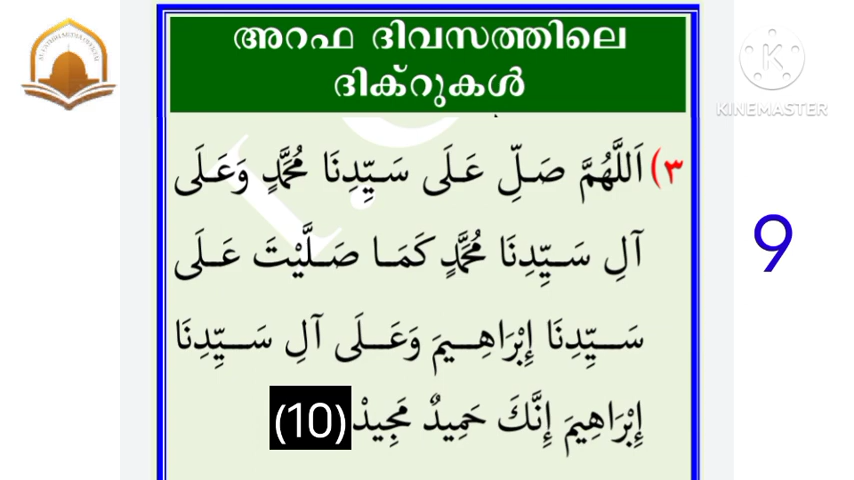 അറഫ ദിവസത്തിലെ
ദിക്റുകൾ
K
KINEMASTER
٣) اَللَّهُمَّ صَلِّ عَلَى سَيِّدِنَا مُحَمَّدٍ وَعَلَى
آلِ سَيِّدِنَا مُحَمَّدٍ كَمَا صَلَّيْتَ عَلَى
سَيِّدِنَا إِبْرَاهِيمَ وَعَلَى آلِ سَيِّدِنَا
إِبْرَاهِيمَ إِنَّكَ حَمِيدٌ مَجِيدْ (10)
9